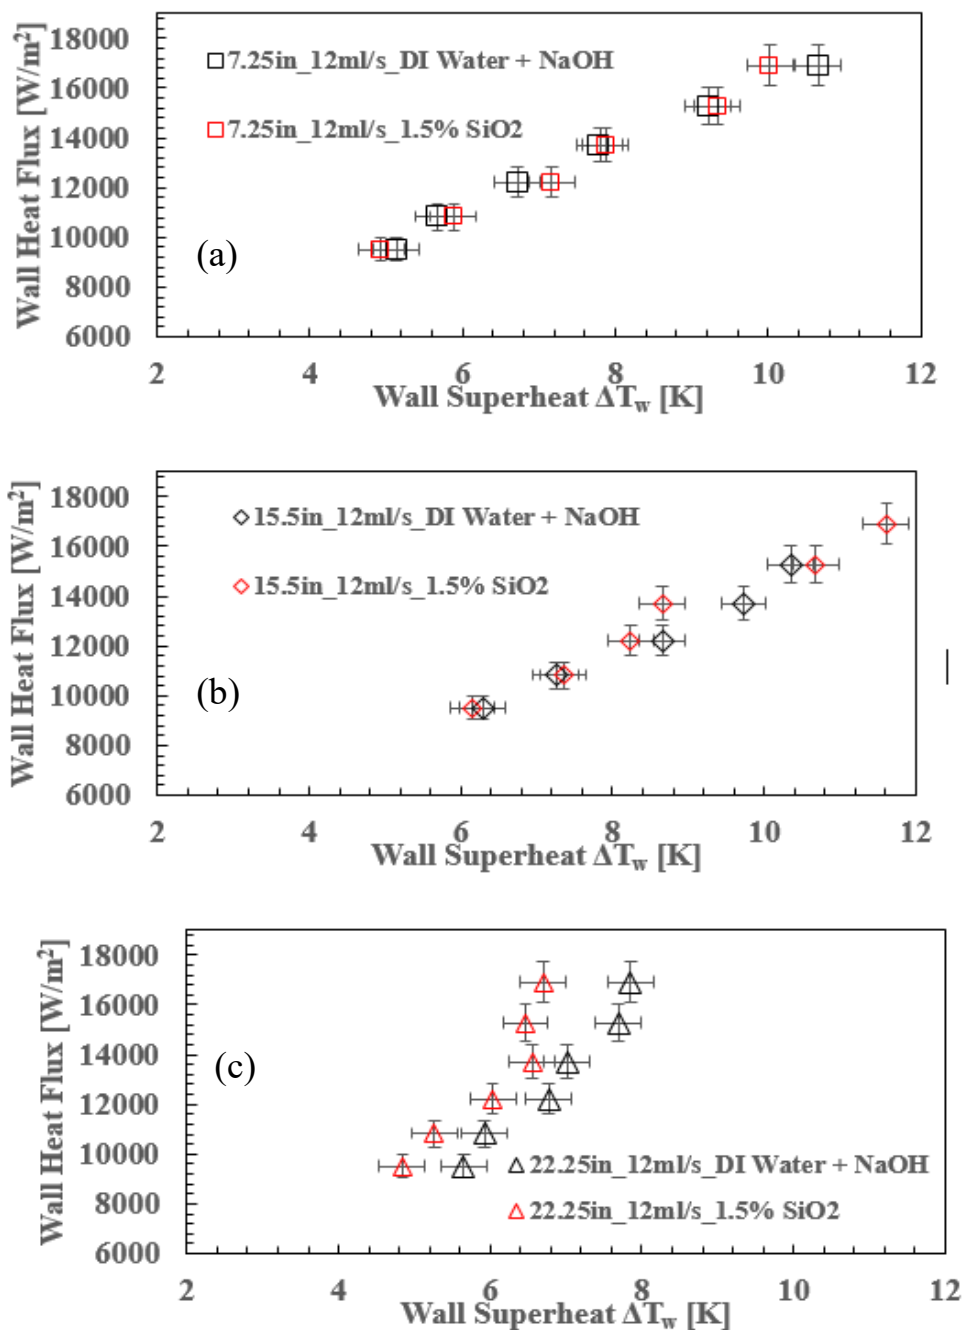 18000
16000
14000
12000
10000
8000
6000
Wall Heat Flux [W/m²]
7.25in_12ml/s_DI Water + NaOH
7.25in_12ml/s_1.5% SiO2
(a)
2 4 6 8 10 12
Wall Superheat ΔTw [K]
18000
16000
14000
12000
10000
8000
6000
Wall Heat Flux [W/m²]
15.5in_12ml/s_DI Water + NaOH
15.5in_12ml/s_1.5% SiO2
(b)
2 4 6 8 10 12
Wall Superheat ΔTw [K]
18000
16000
14000
12000
10000
8000
6000
Wall Heat Flux [W/m²]
(c)
22.25in_12ml/s_DI Water + NaOH
22.25in_12ml/s_1.5% SiO2
2 4 6 8 10 12
Wall Superheat ΔTw [K]